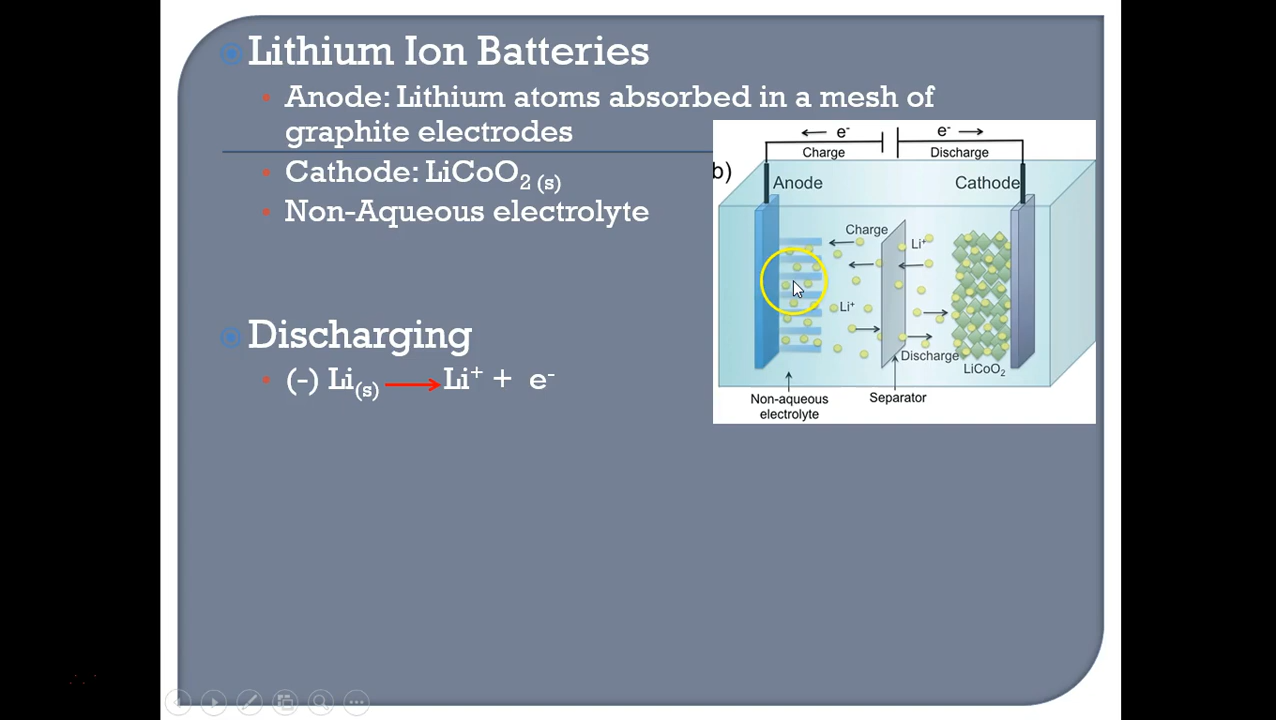 Lithium Ion Batteries
Anode: Lithium atoms absorbed in a mesh of
graphite electrodes
Cathode: LiCoO₂ ₍ₛ₎
Non-Aqueous electrolyte
Discharging
(-) Li₍ₛ₎ ⟶ Li⁺ + e⁻
b)
← e⁻
Charge
e⁻ →
Discharge
Anode
Cathode
Charge
Li⁺
Li⁺
Discharge
LiCoO₂
Non-aqueous
electrolyte
Separator